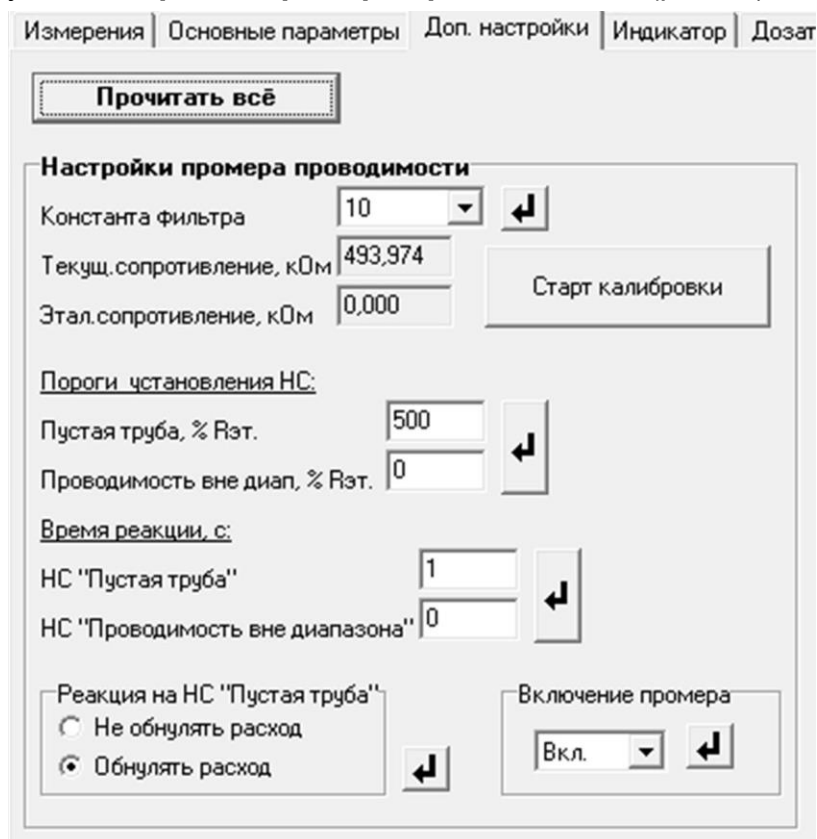 Измерения Основные параметры Доп. настройки Индикатор Дозат
Прочитать всё
Настройки промера проводимости
Константа фильтра 10
Текущ.сопротивление, кОм 493,974
Старт калибровки
Этал.сопротивление, кОм 0,000
Пороги установления НС:
Пустая труба, % Rэт. 500
Проводимость вне диап, % Rэт. 0
Время реакции, с:
НС "Пустая труба" 1
НС "Проводимость вне диапазона" 0
Реакция на НС "Пустая труба" Включение промера
Не обнулять расход
Обнулять расход Вкл.